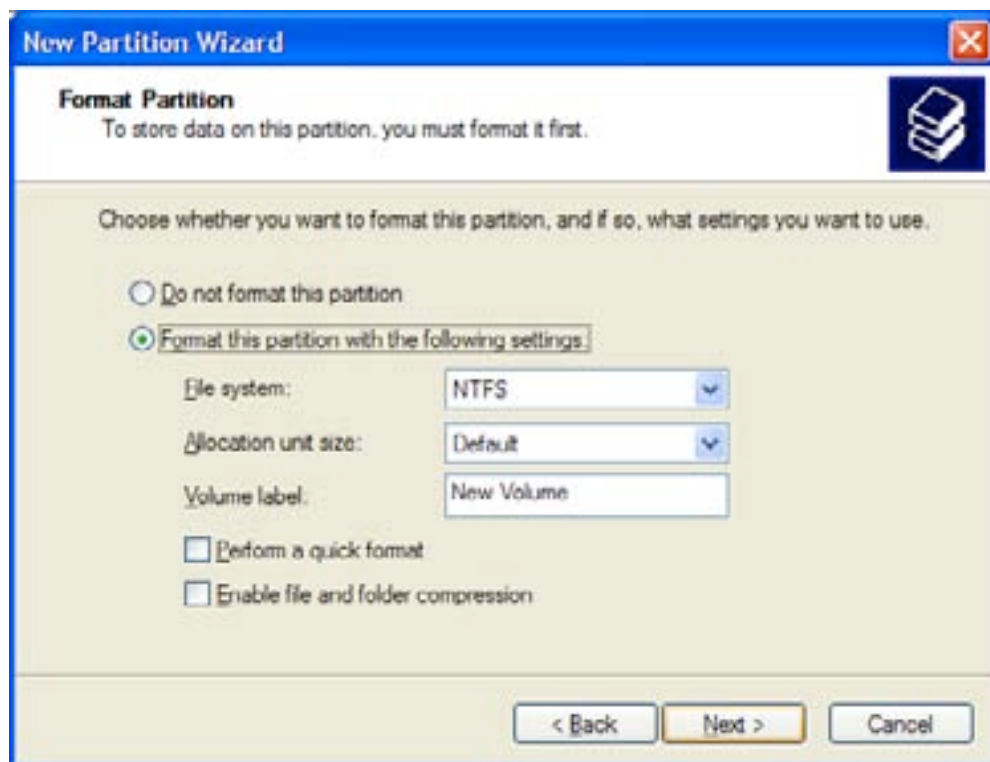 New Partition Wizard
Format Partition
To store data on this partition, you must format it first.
Choose whether you want to format this partition, and if so, what settings you want to use.
Do not format this partition
Format this partition with the following settings:
File system:
NTFS
Allocation unit size:
Default
Volume label:
New Volume
Perform a quick format
Enable file and folder compression
< Back
Next >
Cancel